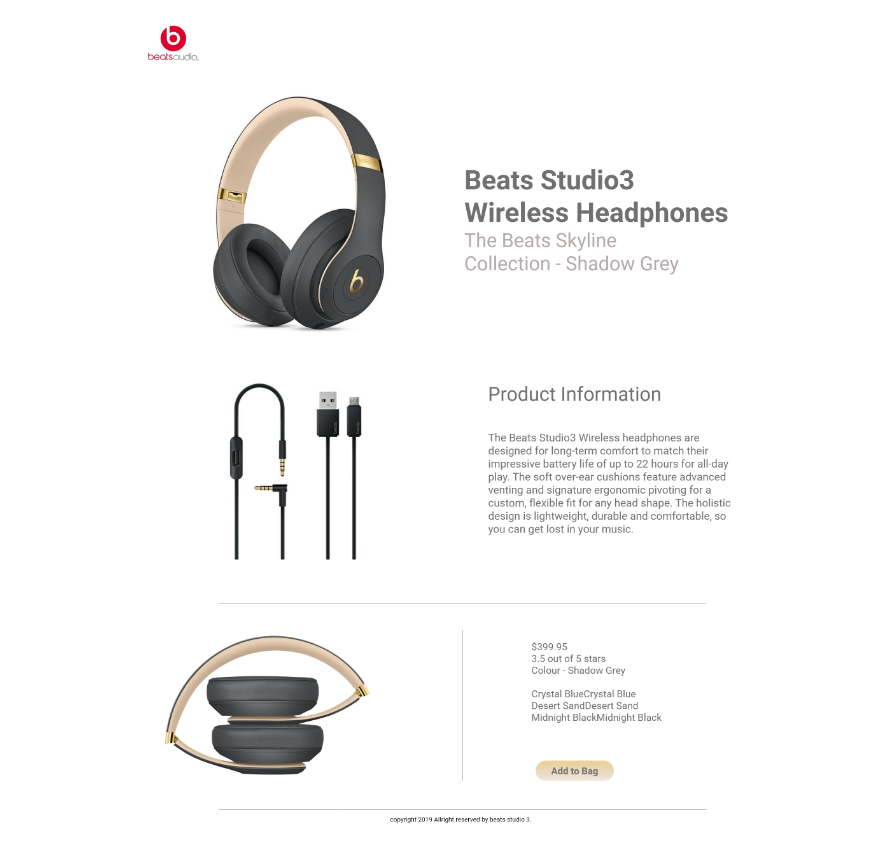 beatsaudio.
Beats Studio3
Wireless Headphones
The Beats Skyline
Collection - Shadow Grey
Product Information
The Beats Studio3 Wireless headphones are
designed for long-term comfort to match their
impressive battery life of up to 22 hours for all-day
play. The soft over-ear cushions feature advanced
venting and signature ergonomic pivoting for a
custom, flexible fit for any head shape. The holistic
design is lightweight, durable and comfortable, so
you can get lost in your music.
$399.95
3.5 out of 5 stars
Colour - Shadow Grey
Crystal BlueCrystal Blue
Desert SandDesert Sand
Midnight BlackMidnight Black
Add to Bag
copyright 2019 Allright reserved by beats studio 3.